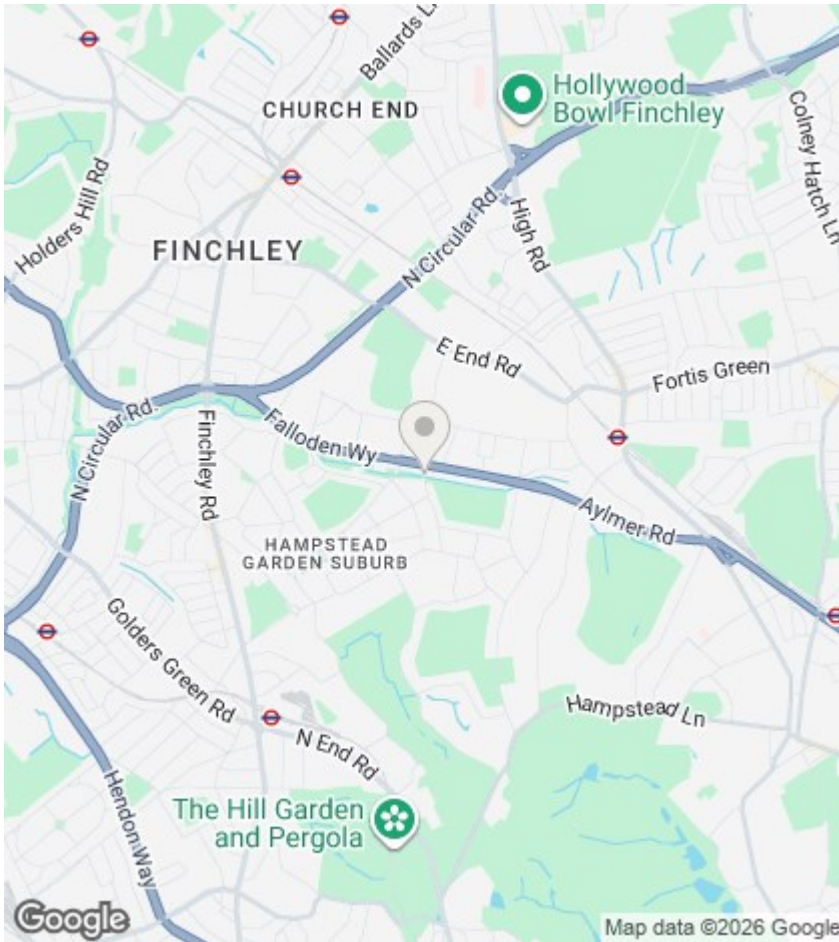 Ballards L
CHURCH END
Hollywood
Bowl Finchley
Colney Hatch Ln
Holders Hill Rd
FINCHLEY
N Circular Rd.
High Rd
E End Rd
Fortis Green
N Circular Rd.
Finchley Rd
Falloden Wy
Aylmer Rd
HAMPSTEAD
GARDEN SUBURB
Golders Green Rd
Hampstead Ln
N End Rd
Hendon Way
The Hill Garden
and Pergola
Google
Map data ©2026 Google